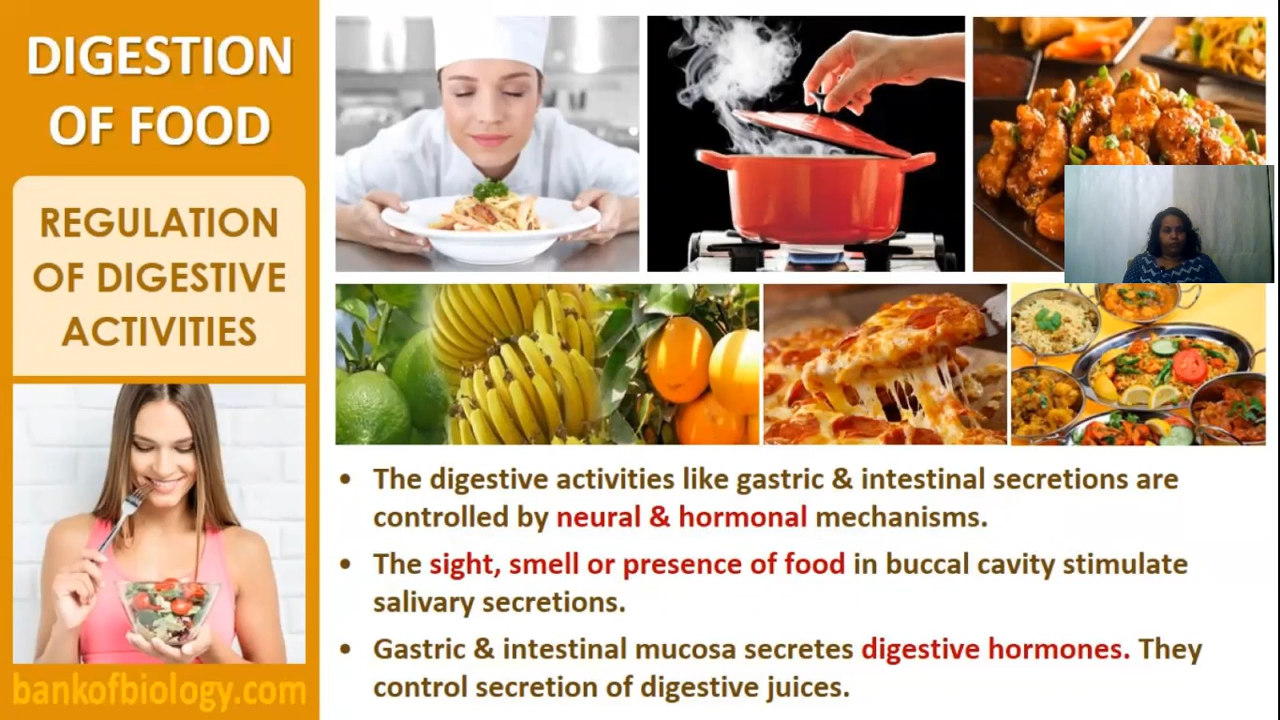 DIGESTION
OF FOOD
REGULATION
OF DIGESTIVE
ACTIVITIES
bankofbiology.com
• The digestive activities like gastric & intestinal secretions are
controlled by neural & hormonal mechanisms.
• The sight, smell or presence of food in buccal cavity stimulate
salivary secretions.
• Gastric & intestinal mucosa secretes digestive hormones. They
control secretion of digestive juices.